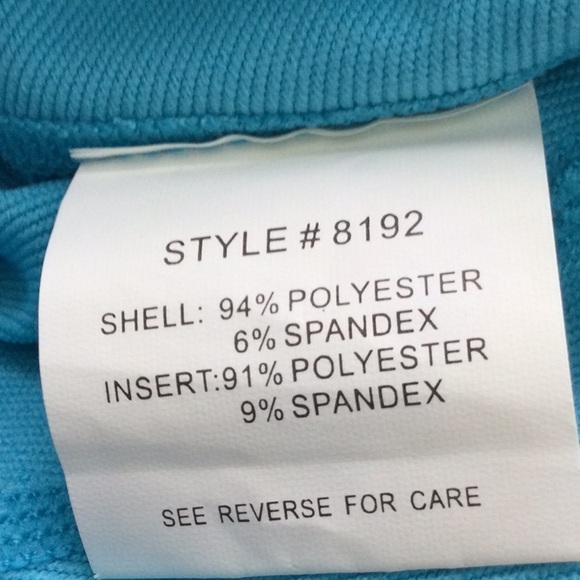 STYLE # 8192
SHELL: 94% POLYESTER
6% SPANDEX
INSERT:91% POLYESTER
9% SPANDEX
SEE REVERSE FOR CARE